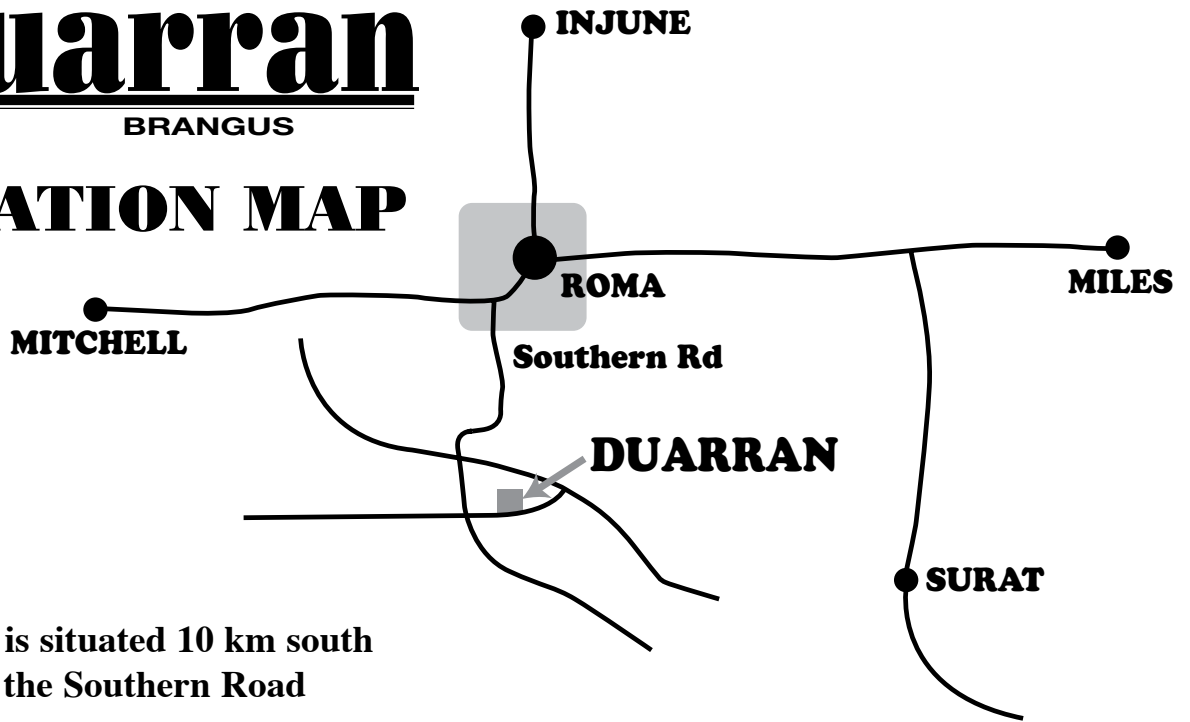 uarran
BRANGUS
ATION MAP
INJUNE
ROMA
MILES
MITCHELL
Southern Rd
DUARRAN
SURAT
is situated 10 km south
the Southern Road